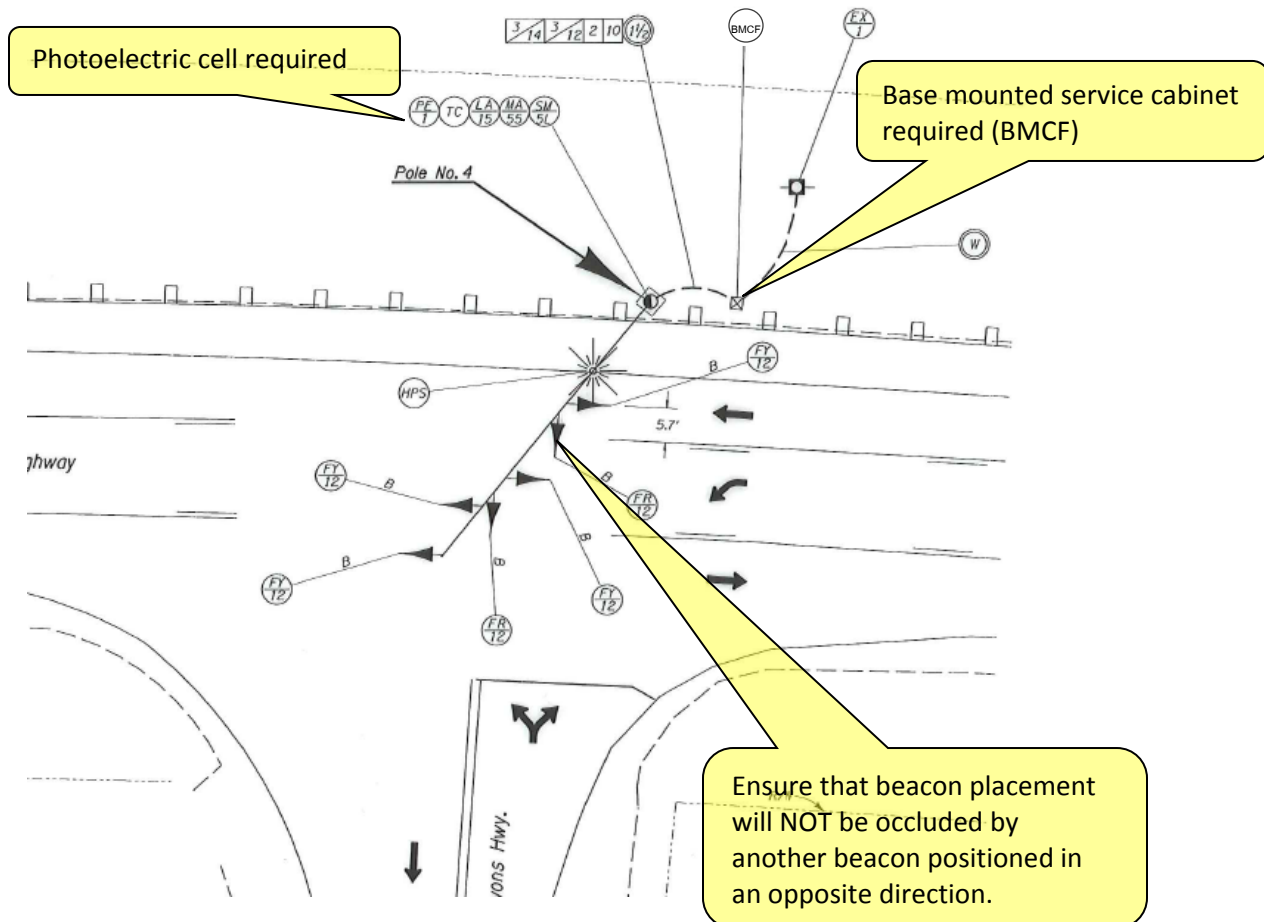 3/14 3/12 2 10 1½
BMCF
EX
1
Photoelectric cell required
Base mounted service cabinet
required (BMCF)
PE
1
TC
LA
15
MA
55
SM
5L
Pole No. 4
W
FY
12
B
HPS
5.7'
ghway
FY
12
B
B
FR
12
B
FY
12
B
B
FY
12
FR
12
Ensure that beacon placement
will NOT be occluded by
another beacon positioned in
an opposite direction.
vons Hwy.